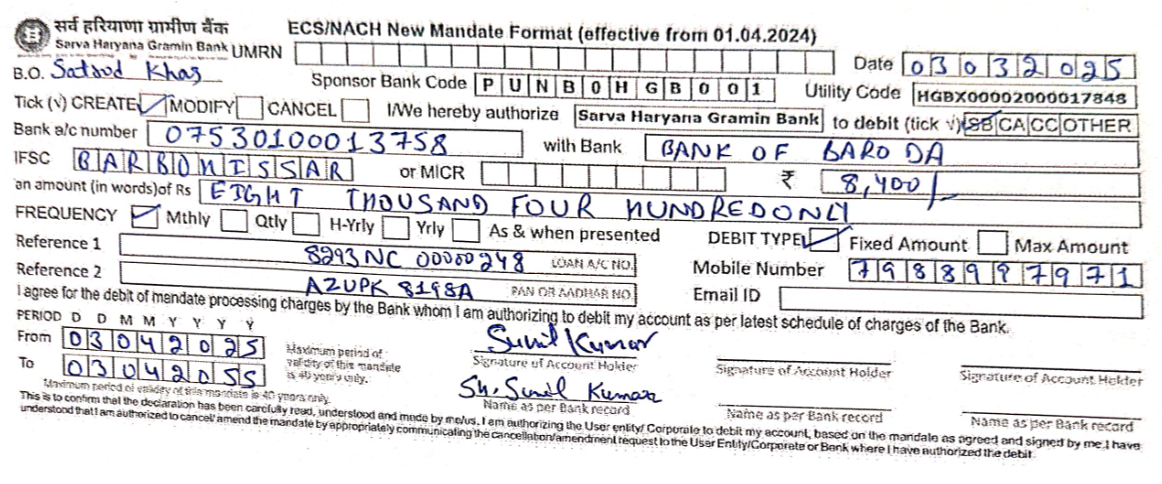 सर्व हरियाणा ग्रामीण बैंक
Sarva Haryana Gramin Bank
ECS/NACH New Mandate Format (effective from 01.04.2024)
UMRN
Date 03032025
B.O. Satrod Khas
Sponsor Bank Code PUNB0HGB001
Utility Code HGBX00002000017848
Tick (√) CREATE ✓ MODIFY CANCEL I/We hereby authorize Sarva Haryana Gramin Bank to debit (tick √) SB CA CC OTHER
Bank a/c number 07530100013758 with Bank BANK OF BARODA
IFSC BARB0HISSAR or MICR ₹ 8,400/-
an amount (in words)of Rs EIGHT THOUSAND FOUR HUNDRED ONLY
FREQUENCY ✓ Mthly Qtly H-Yrly Yrly As & when presented DEBIT TYPE ✓ Fixed Amount Max Amount
Reference 1 8293NC00000248 LOAN A/C NO. Mobile Number 7988997971
Reference 2 AZUPK8198A PAN OR AADHAR NO Email ID
I agree for the debit of mandate processing charges by the Bank whom I am authorizing to debit my account as per latest schedule of charges of the Bank.
PERIOD D D M M Y Y Y Y
From 03042025
To 03042055
Maximum period of
validity of this mandate
is 40 years only.
Sunil Kumar
Signature of Account Holder Signature of Account Holder Signature of Account Holder
Sh. Sunil Kumar
Name as per Bank record Name as per Bank record Name as per Bank record
Maximum period of validity of this mandate is 40 years only.
This is to confirm that the declaration has been carefully read, understood and made by me/us. I am authorizing the User entity/ Corporate to debit my account, based on the mandate as agreed and signed by me. I have
understood that I am authorized to cancel/ amend the mandate by appropriately communicating the cancellation/amendment request to the User Entity/Corporate or Bank where I have authorized the debit.